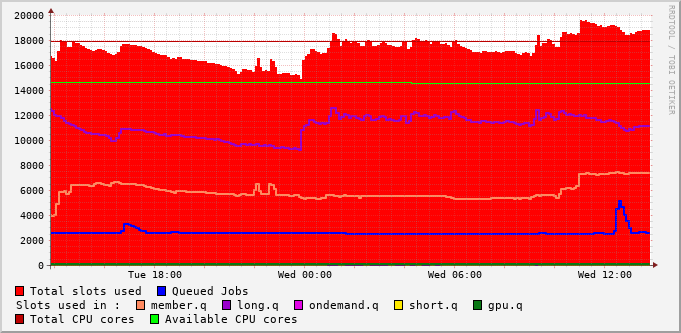 20000
18000
16000
14000
12000
10000
8000
6000
4000
2000
0
Tue 18:00 Wed 00:00 Wed 06:00 Wed 12:00
RRDTOOL / TOBI OETIKER
Total slots used Queued Jobs
Slots used in : member.q long.q ondemand.q short.q gpu.q
Total CPU cores Available CPU cores